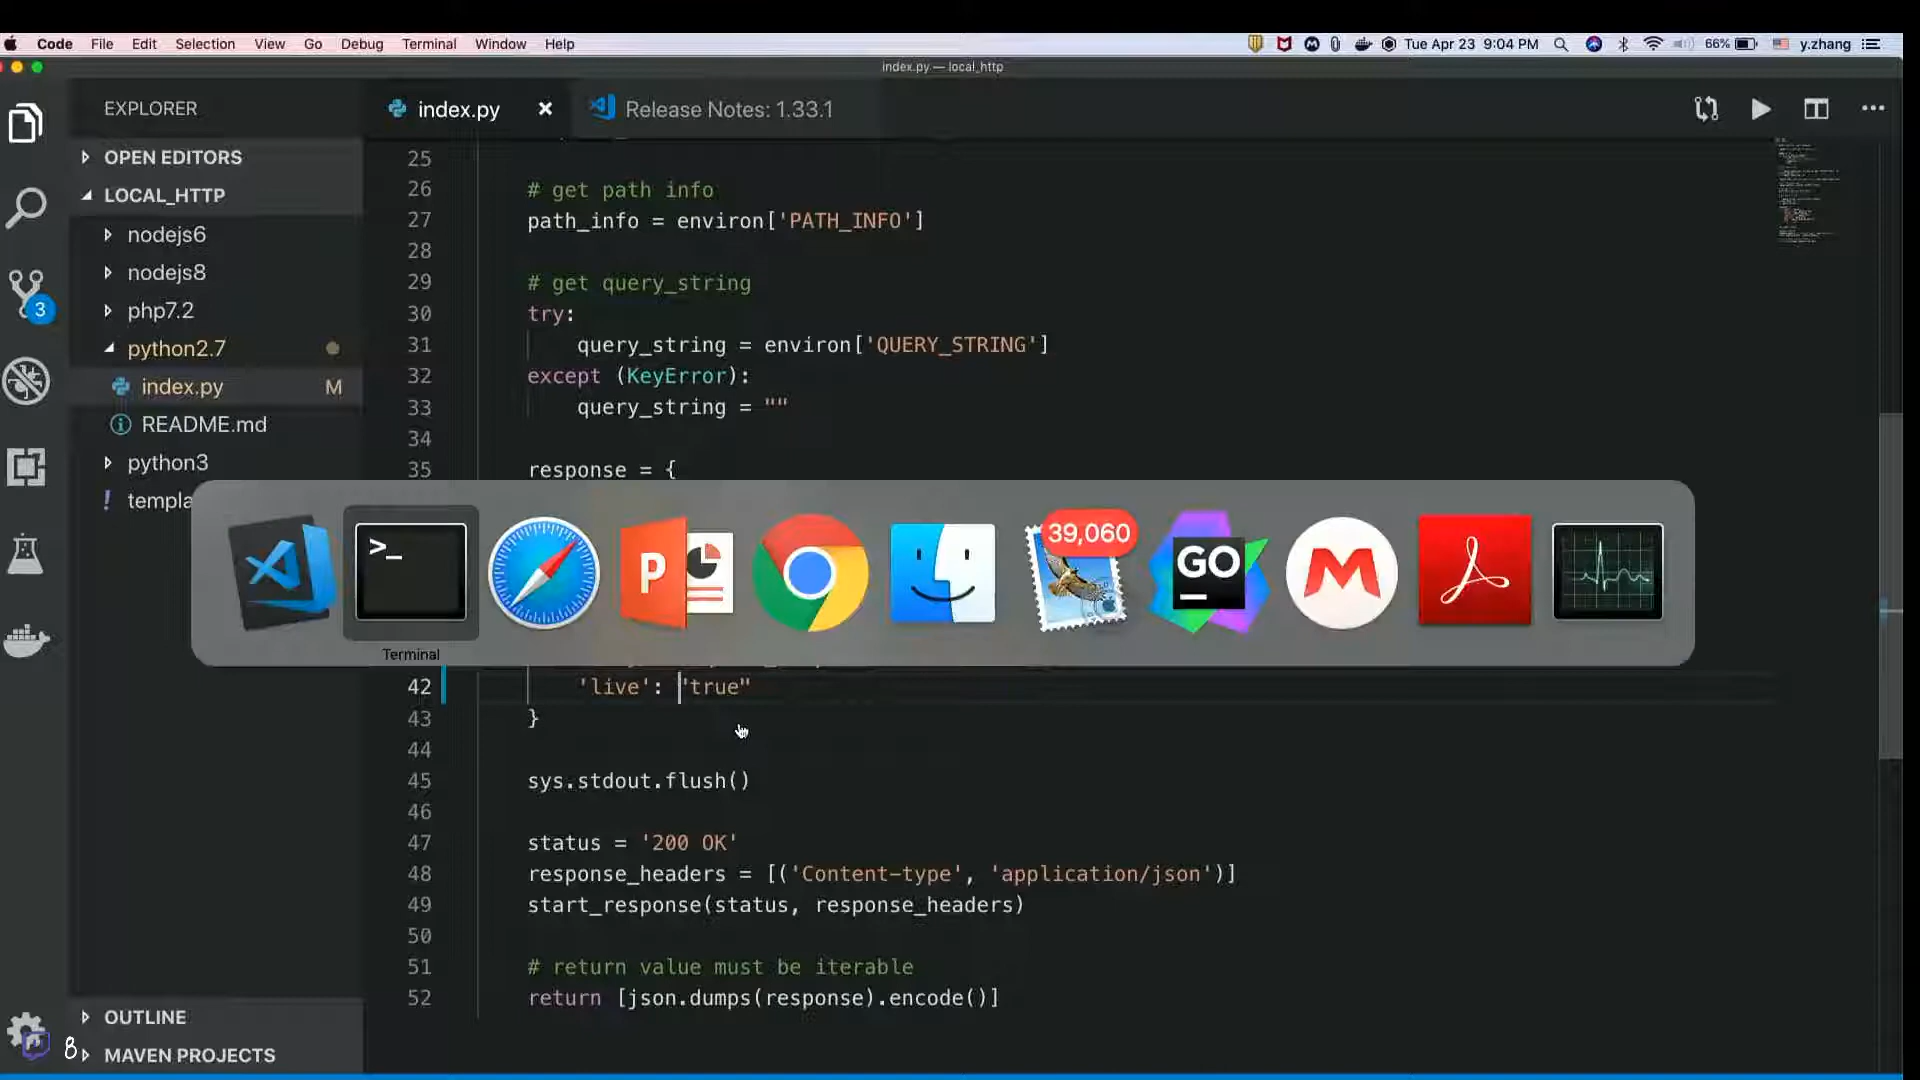 Code File Edit Selection View Go Debug Terminal Window Help Tue Apr 23 9:04 PM 66% y.zhang
index.py — local_http
EXPLORER
index.py
Release Notes: 1.33.1
OPEN EDITORS
LOCAL_HTTP
nodejs6
nodejs8
php7.2
python2.7
index.py M
README.md
python3
templa
3
25
26 # get path info
27 path_info = environ['PATH_INFO']
28
29 # get query_string
30 try:
31 query_string = environ['QUERY_STRING']
32 except (KeyError):
33 query_string = ""
34
35 response = {
>_
P
39,060
GO
M
Terminal
42 'live': "true"
43 }
44
45 sys.stdout.flush()
46
47 status = '200 OK'
48 response_headers = [('Content-type', 'application/json')]
49 start_response(status, response_headers)
50
51 # return value must be iterable
52 return [json.dumps(response).encode()]
OUTLINE
MAVEN PROJECTS